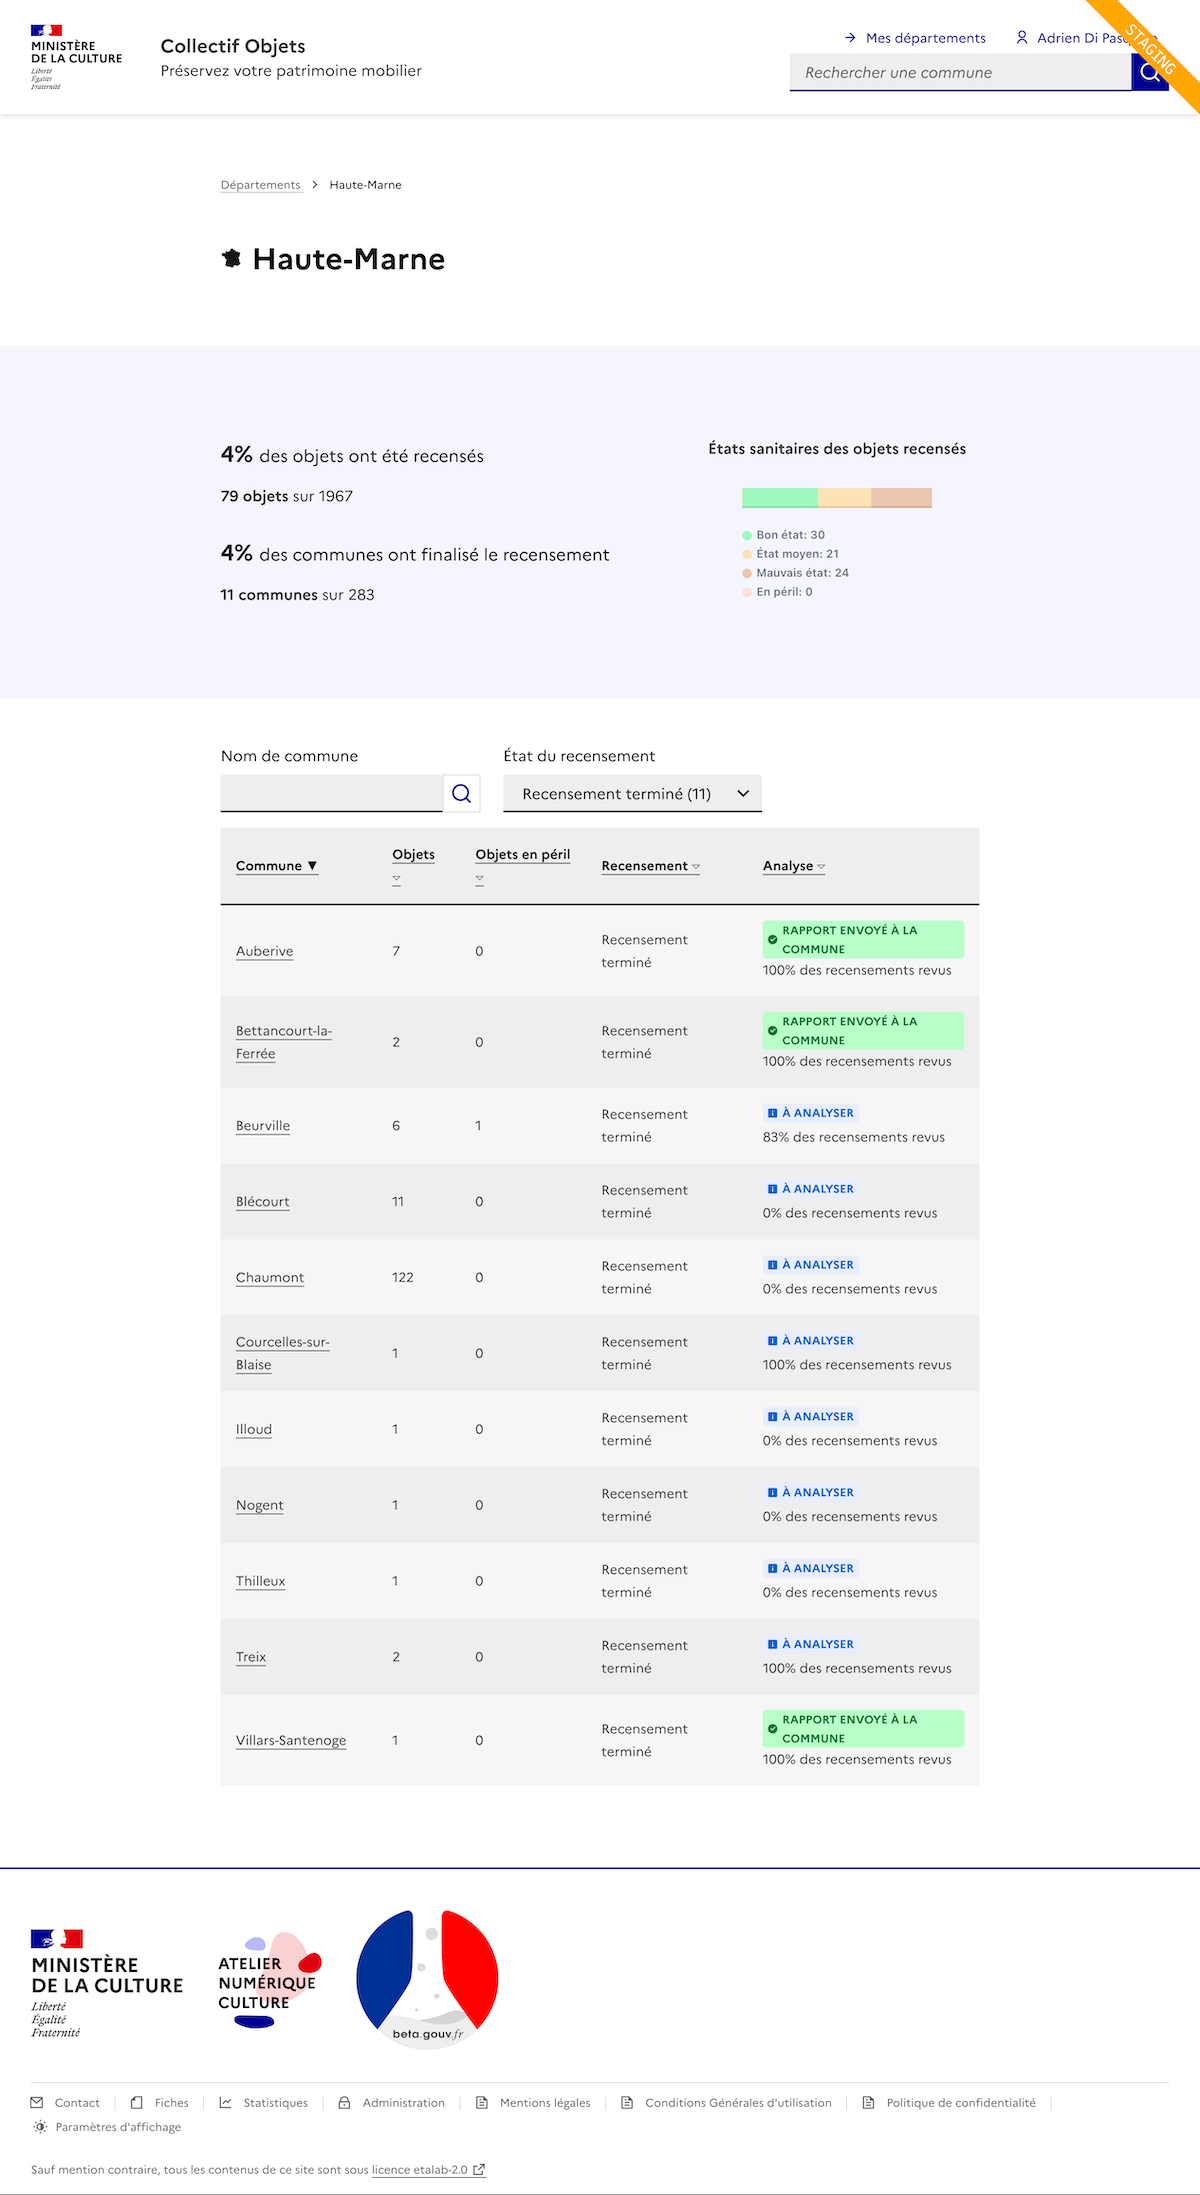 MINISTÈRE
DE LA CULTURE
Liberté
Égalité
Fraternité
Collectif Objets
Préservez votre patrimoine mobilier
Mes départements
Adrien Di
STAGING
Rechercher une commune
Départements > Haute-Marne
Haute-Marne
4% des objets ont été recensés
79 objets sur 1967
4% des communes ont finalisé le recensement
11 communes sur 283
États sanitaires des objets recensés
Bon état: 30
État moyen: 21
Mauvais état: 24
En péril: 0
Nom de commune
État du recensement
Recensement terminé (11)
Commune ▼ Objets Objets en péril Recensement Analyse
Auberive 7 0 Recensement terminé RAPPORT ENVOYÉ À LA COMMUNE
100% des recensements revus
Bettancourt-la-Ferrée 2 0 Recensement terminé RAPPORT ENVOYÉ À LA COMMUNE
100% des recensements revus
Beurville 6 1 Recensement terminé À ANALYSER
83% des recensements revus
Blécourt 11 0 Recensement terminé À ANALYSER
0% des recensements revus
Chaumont 122 0 Recensement terminé À ANALYSER
0% des recensements revus
Courcelles-sur-Blaise 1 0 Recensement terminé À ANALYSER
100% des recensements revus
Illoud 1 0 Recensement terminé À ANALYSER
0% des recensements revus
Nogent 1 0 Recensement terminé À ANALYSER
0% des recensements revus
Thilleux 1 0 Recensement terminé À ANALYSER
0% des recensements revus
Treix 2 0 Recensement terminé À ANALYSER
100% des recensements revus
Villars-Santenoge 1 0 Recensement terminé RAPPORT ENVOYÉ À LA COMMUNE
100% des recensements revus
MINISTÈRE
DE LA CULTURE
Liberté
Égalité
Fraternité
ATELIER
NUMÉRIQUE
CULTURE
beta.gouv.fr
Contact
Fiches
Statistiques
Administration
Mentions légales
Conditions Générales d'utilisation
Politique de confidentialité
Paramètres d'affichage
Sauf mention contraire, tous les contenus de ce site sont sous licence etalab-2.0